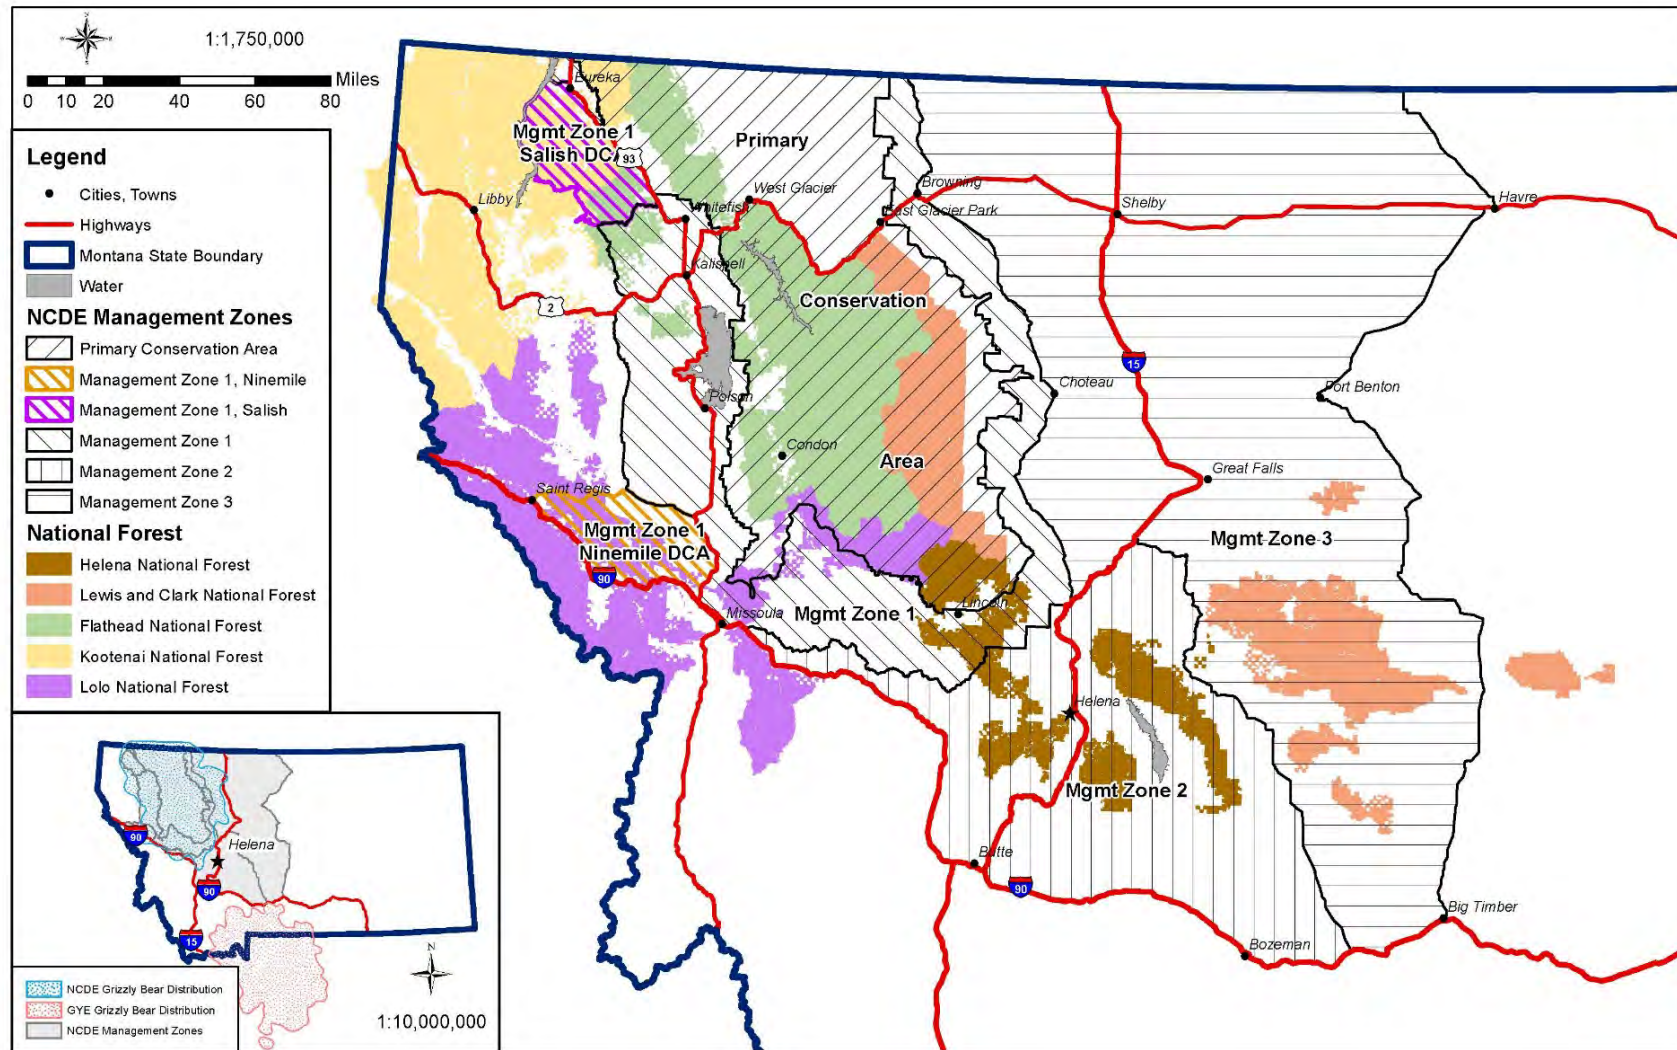 1:1,750,000
Miles
0 10 20 40 60 80
Legend
Cities, Towns
Highways
Montana State Boundary
Water
NCDE Management Zones
Primary Conservation Area
Management Zone 1, Ninemile
Management Zone 1, Salish
Management Zone 1
Management Zone 2
Management Zone 3
National Forest
Helena National Forest
Lewis and Clark National Forest
Flathead National Forest
Kootenai National Forest
Lolo National Forest
Eureka
Mgmt Zone 1
Salish DCA
93
Primary
Libby
West Glacier
Browning
Whitefish
East Glacier Park
Shelby
Havre
Kalispell
2
Conservation
15
Choteau
Fort Benton
Polson
Condon
Area
Great Falls
Saint Regis
Mgmt Zone 1
Ninemile DCA
90
Mgmt Zone 3
Missoula
Mgmt Zone 1
Lincoln
Helena
Mgmt Zone 2
Butte
90
Big Timber
Bozeman
90
Helena
90
15
N
NCDE Grizzly Bear Distribution
GYE Grizzly Bear Distribution
NCDE Management Zones
1:10,000,000